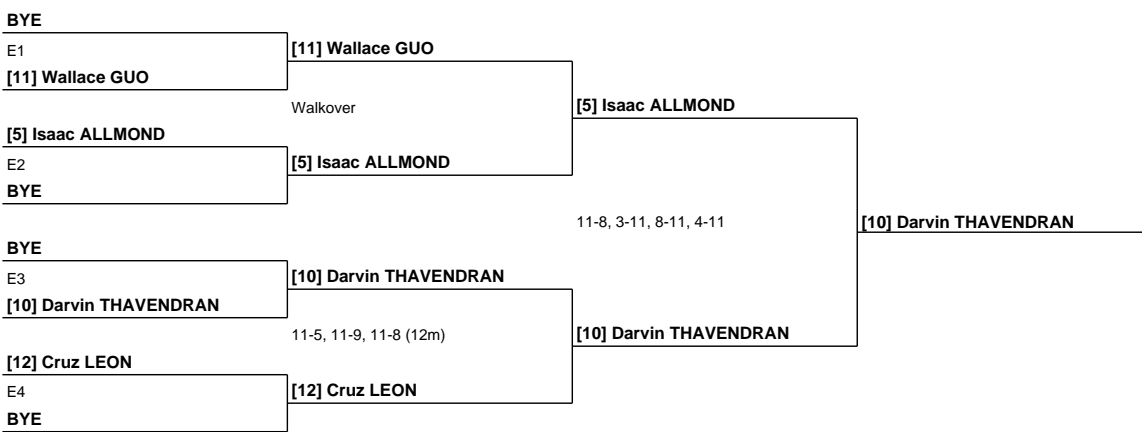 BYE
E1
[11] Wallace GUO
[11] Wallace GUO
Walkover
[5] Isaac ALLMOND
[5] Isaac ALLMOND
E2
[5] Isaac ALLMOND
BYE
11-8, 3-11, 8-11, 4-11
[10] Darvin THAVENDRAN
BYE
E3
[10] Darvin THAVENDRAN
[10] Darvin THAVENDRAN
11-5, 11-9, 11-8 (12m)
[10] Darvin THAVENDRAN
[12] Cruz LEON
E4
[12] Cruz LEON
BYE